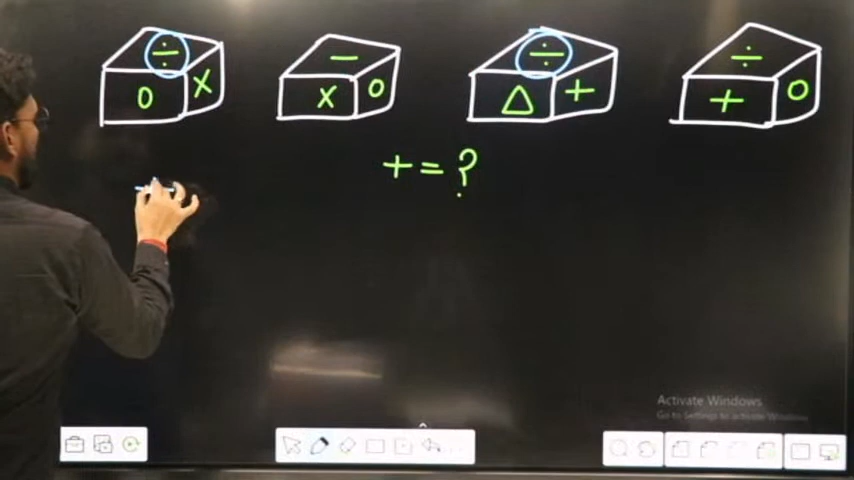 ÷ − ÷ ÷
0 X X 0 Δ + + 0
+ = ?
Activate Windows
Go to Settings to activate Windows.